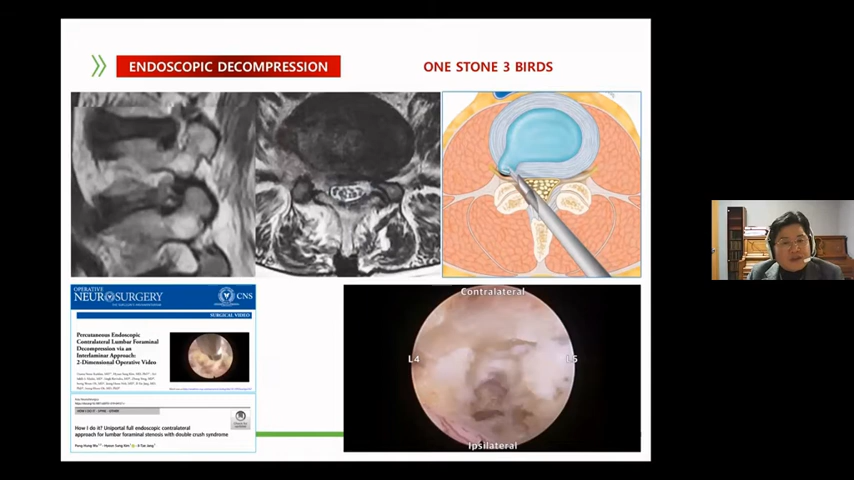 ENDOSCOPIC DECOMPRESSION
ONE STONE 3 BIRDS
OPERATIVE
NEUROSURGERY
CNS
SURGICAL VIDEO
Percutaneous Endoscopic
Contralateral Lumbar Foraminal
Decompression via an
Interlaminar Approach:
2-Dimensional Operative Video
How I do it? Uniportal full endoscopic contralateral
approach for lumbar foraminal stenosis with double crush syndrome
Contralateral
L4
L5
Ipsilateral